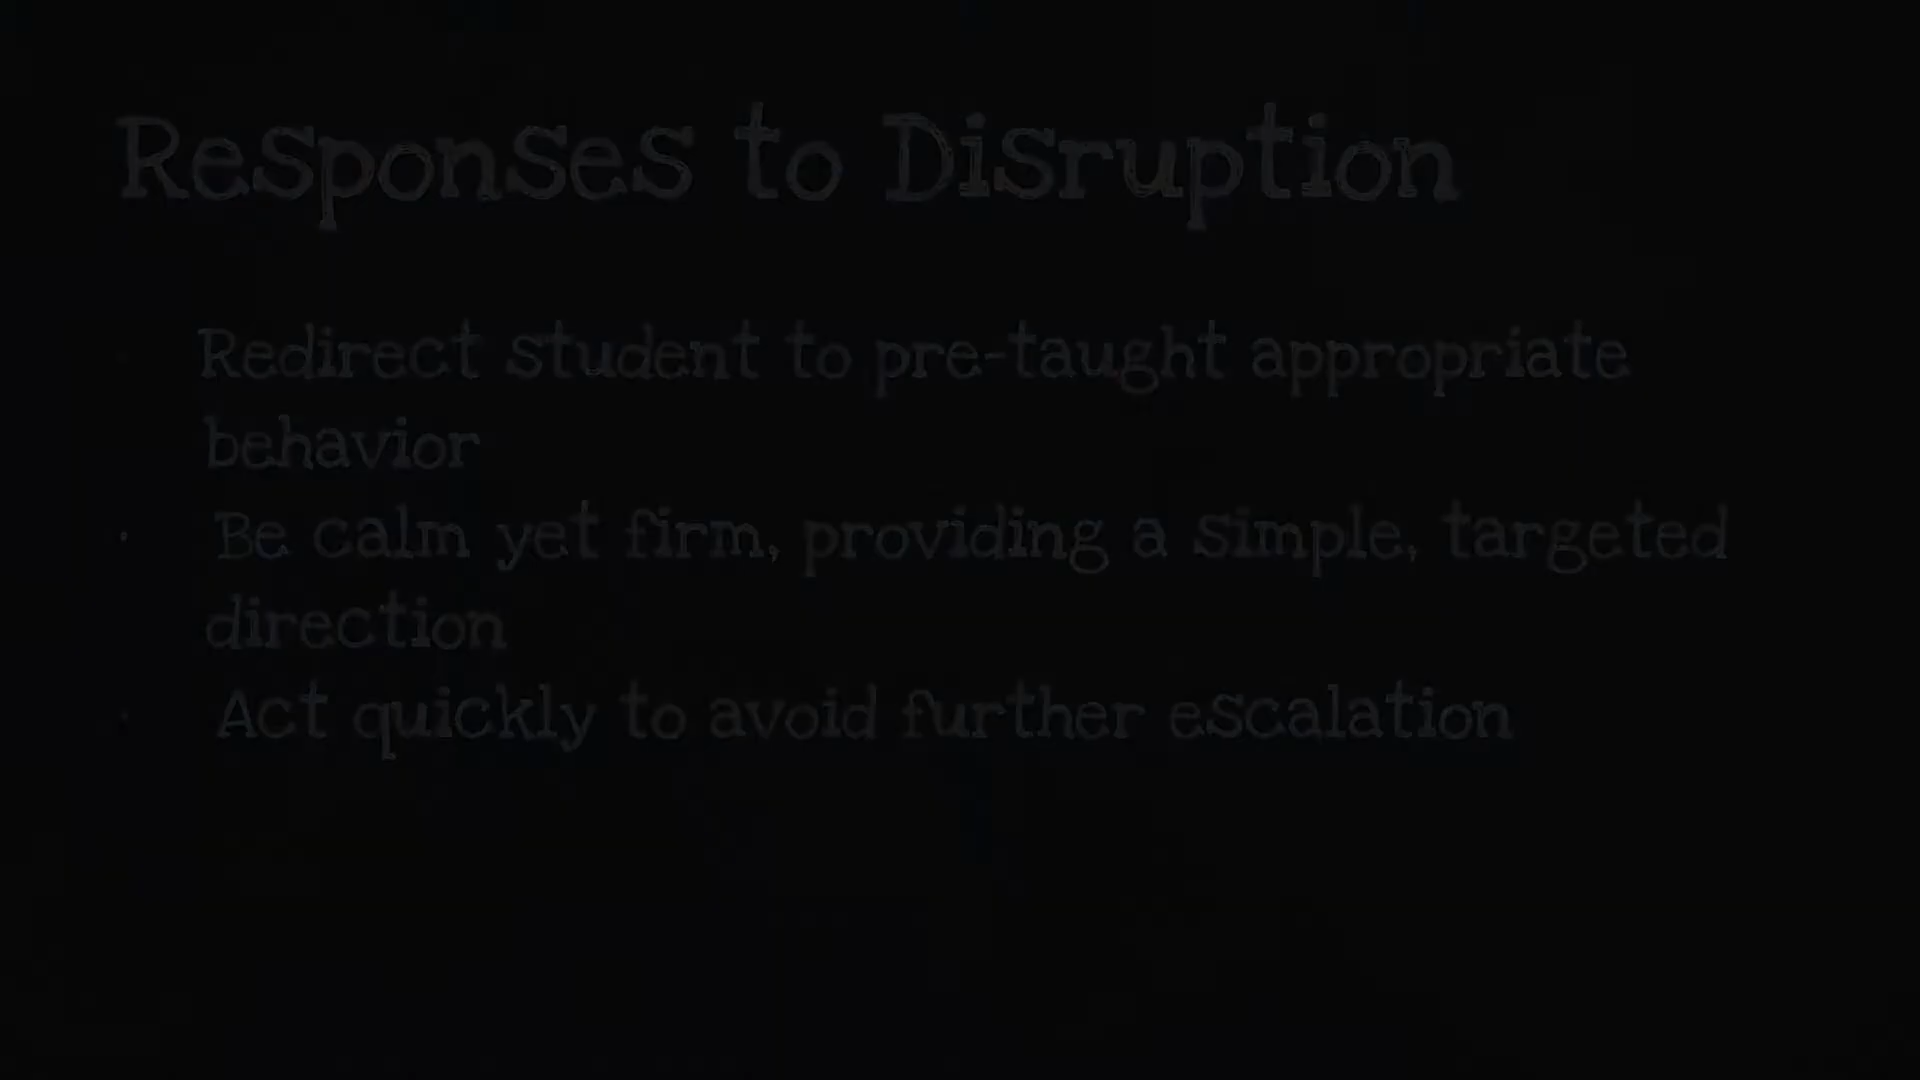 Responses to Disruption
· Redirect student to pre-taught appropriate
behavior
· Be calm yet firm, providing a simple, targeted
direction
· Act quickly to avoid further escalation